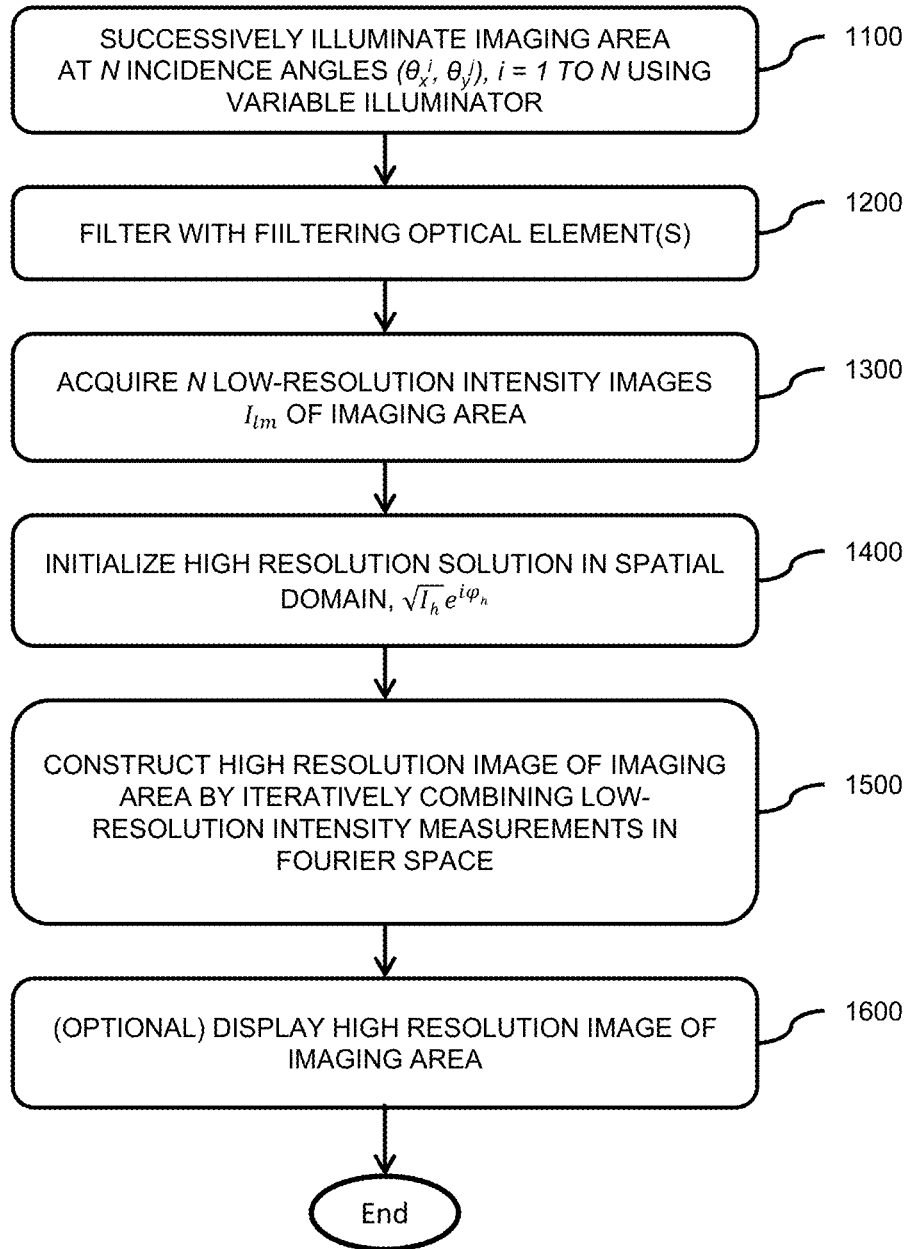 SUCCESSIVELY ILLUMINATE IMAGING AREA
AT N INCIDENCE ANGLES (θₓⁱ, θᵧⁱ), i = 1 TO N USING
VARIABLE ILLUMINATOR
1100
FILTER WITH FIILTERING OPTICAL ELEMENT(S)
1200
ACQUIRE N LOW-RESOLUTION INTENSITY IMAGES
Iₗₘ OF IMAGING AREA
1300
INITIALIZE HIGH RESOLUTION SOLUTION IN SPATIAL
DOMAIN, √Iₕ e^{iφₕ}
1400
CONSTRUCT HIGH RESOLUTION IMAGE OF IMAGING
AREA BY ITERATIVELY COMBINING LOW-
RESOLUTION INTENSITY MEASUREMENTS IN
FOURIER SPACE
1500
(OPTIONAL) DISPLAY HIGH RESOLUTION IMAGE OF
IMAGING AREA
1600
End